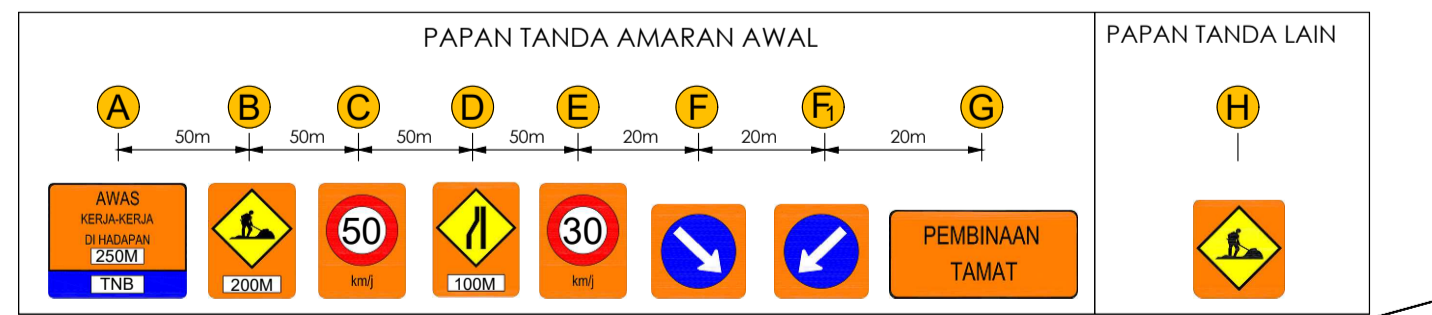 PAPAN TANDA AMARAN AWAL
PAPAN TANDA LAIN
A
B
C
D
E
F
F1
G
H
50m
50m
50m
50m
20m
20m
20m
AWAS
KERJA-KERJA
DI HADAPAN
250M
TNB
200M
50
km/j
100M
30
km/j
PEMBINAAN
TAMAT